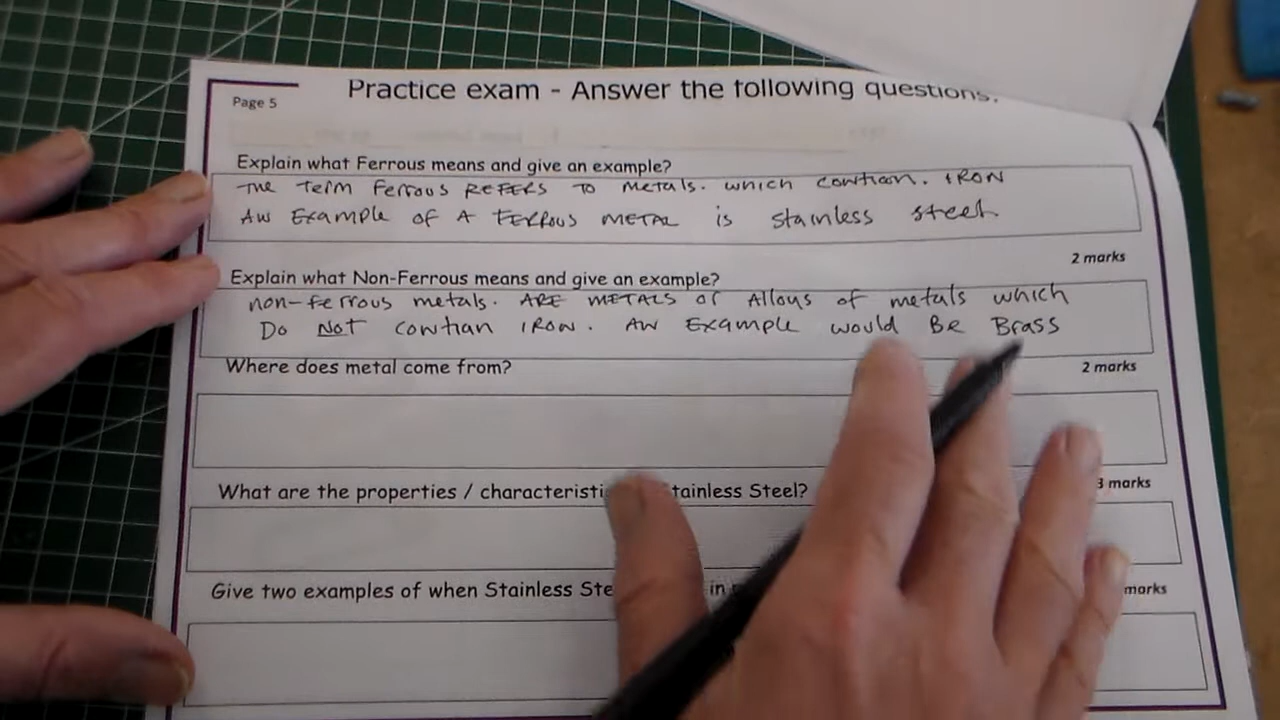 Practice exam - Answer the following questions.
Page 5
Explain what Ferrous means and give an example?
The Term Ferrous REFERS TO Metals. which cowtian. IRON
AW Example OF A FERROUS METAL is stainless steel
2 marks
Explain what Non-Ferrous means and give an example?
non-ferrous metals. ARE METALS or Alloys of metals which
Do Not cowtian IRON. AW Example would Be Brass
Where does metal come from?
2 marks
What are the properties / characteristi tainless Steel?
3 marks
Give two examples of when Stainless Ste in
marks